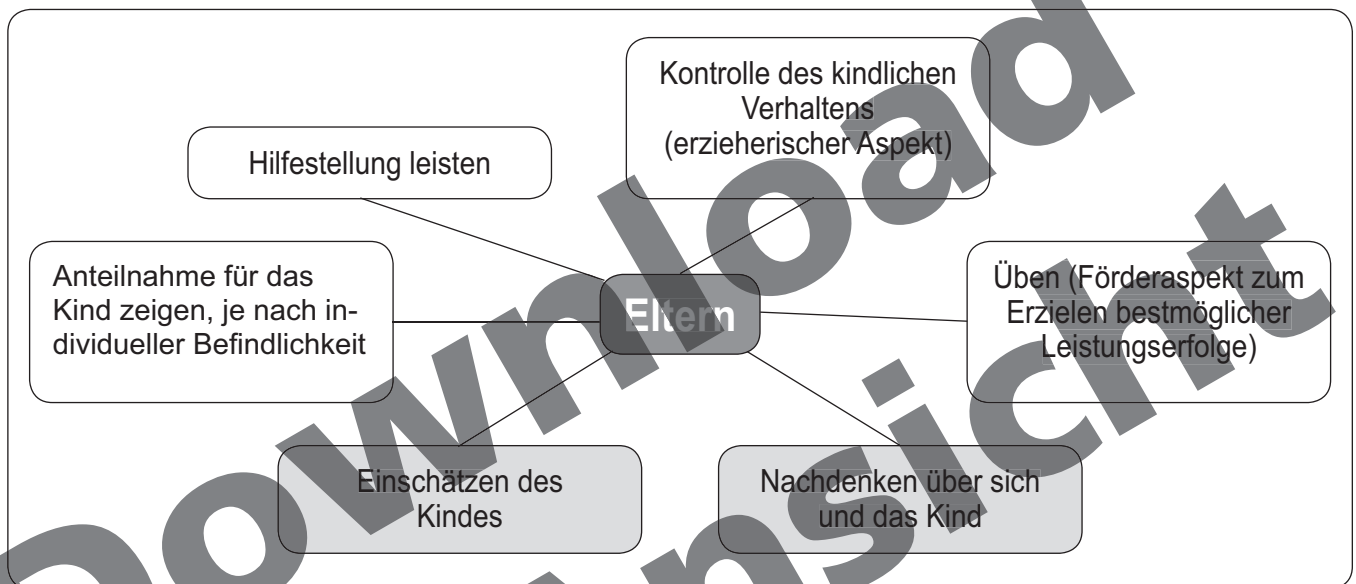 Kontrolle des kindlichen
Verhaltens
(erzieherischer Aspekt)
Hilfestellung leisten
Anteilnahme für das
Kind zeigen, je nach in-
dividueller Befindlichkeit
Eltern
Üben (Förderaspekt zum
Erzielen bestmöglicher
Leistungserfolge)
Einschätzen des
Kindes
Nachdenken über sich
und das Kind
Download
Ansicht